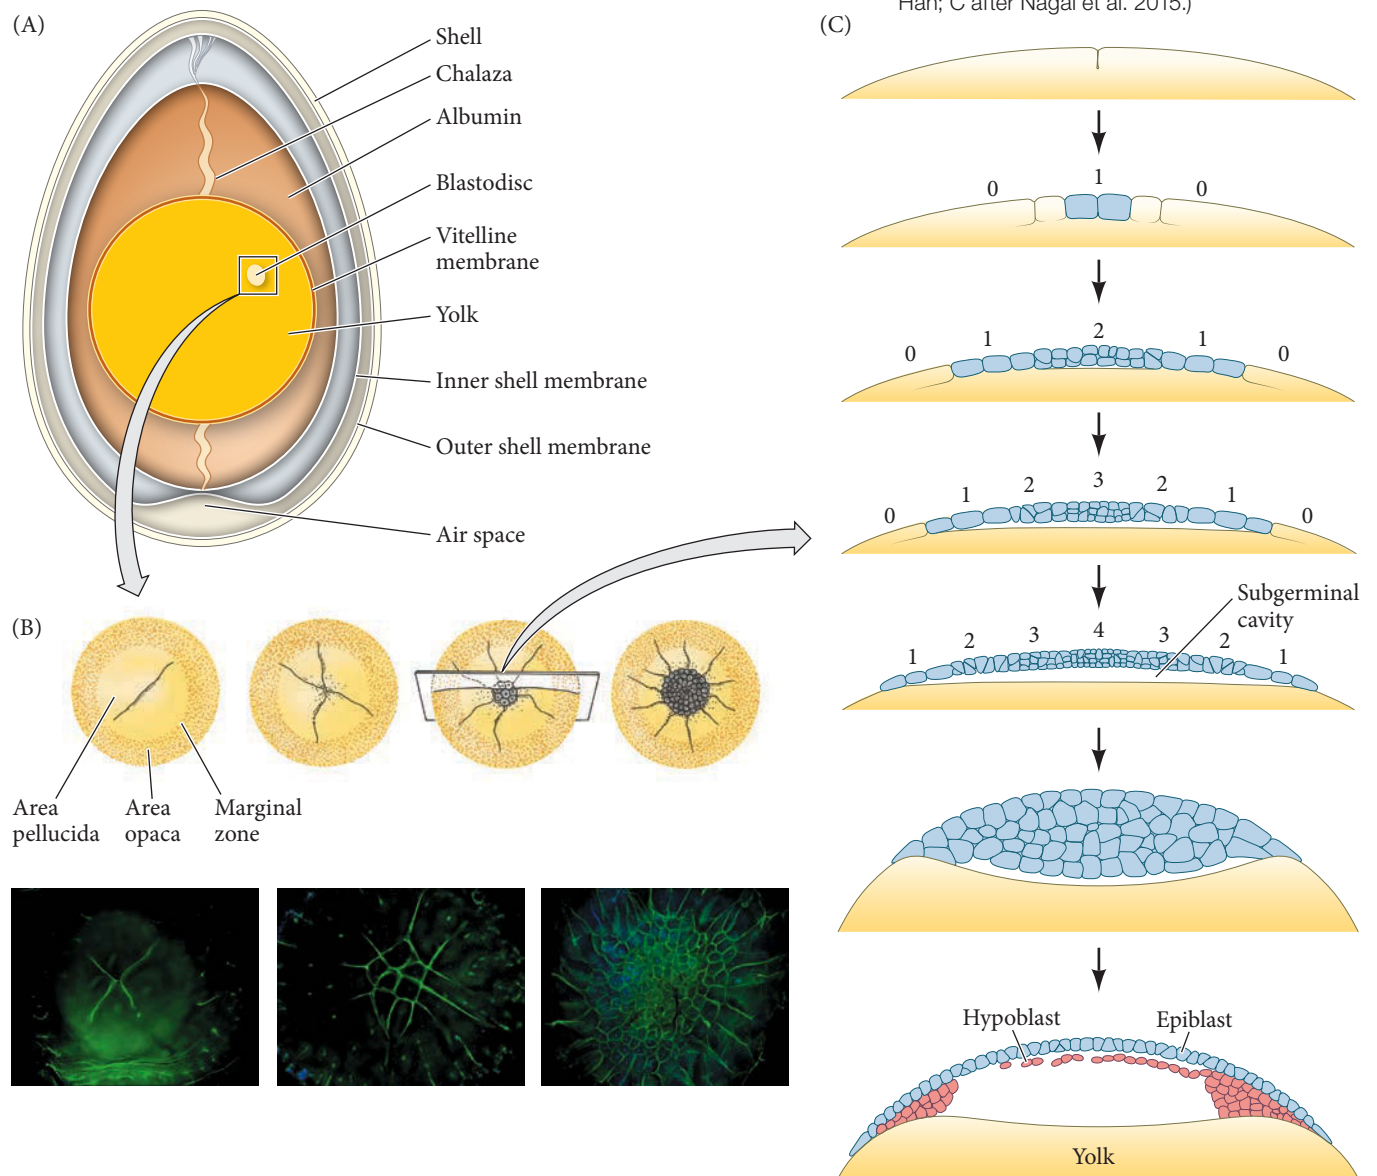 Han; C after Nagai et al. 2015.)
(A)
Shell
Chalaza
Albumin
Blastodisc
Vitelline
membrane
Yolk
Inner shell membrane
Outer shell membrane
Air space
(B)
Area
pellucida
Area
opaca
Marginal
zone
(C)
0 1 0
0 1 2 1 0
0 1 2 3 2 1 0
Subgerminal
cavity
1 2 3 4 3 2 1
Hypoblast
Epiblast
Yolk